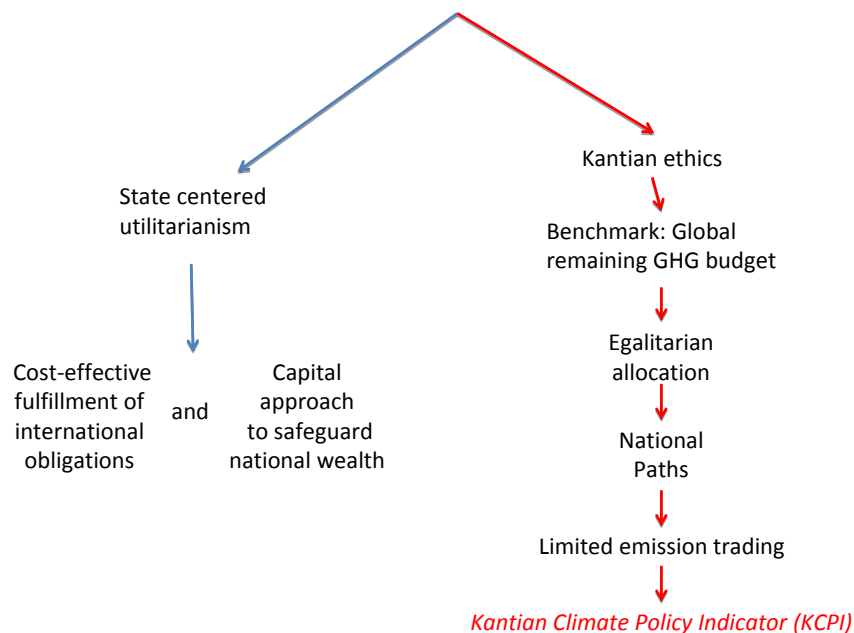 State centered
utilitarianism
Cost-effective
fulfillment of
international
obligations
and
Capital
approach
to safeguard
national wealth
Kantian ethics
Benchmark: Global
remaining GHG budget
Egalitarian
allocation
National
Paths
Limited emission trading
Kantian Climate Policy Indicator (KCPI)